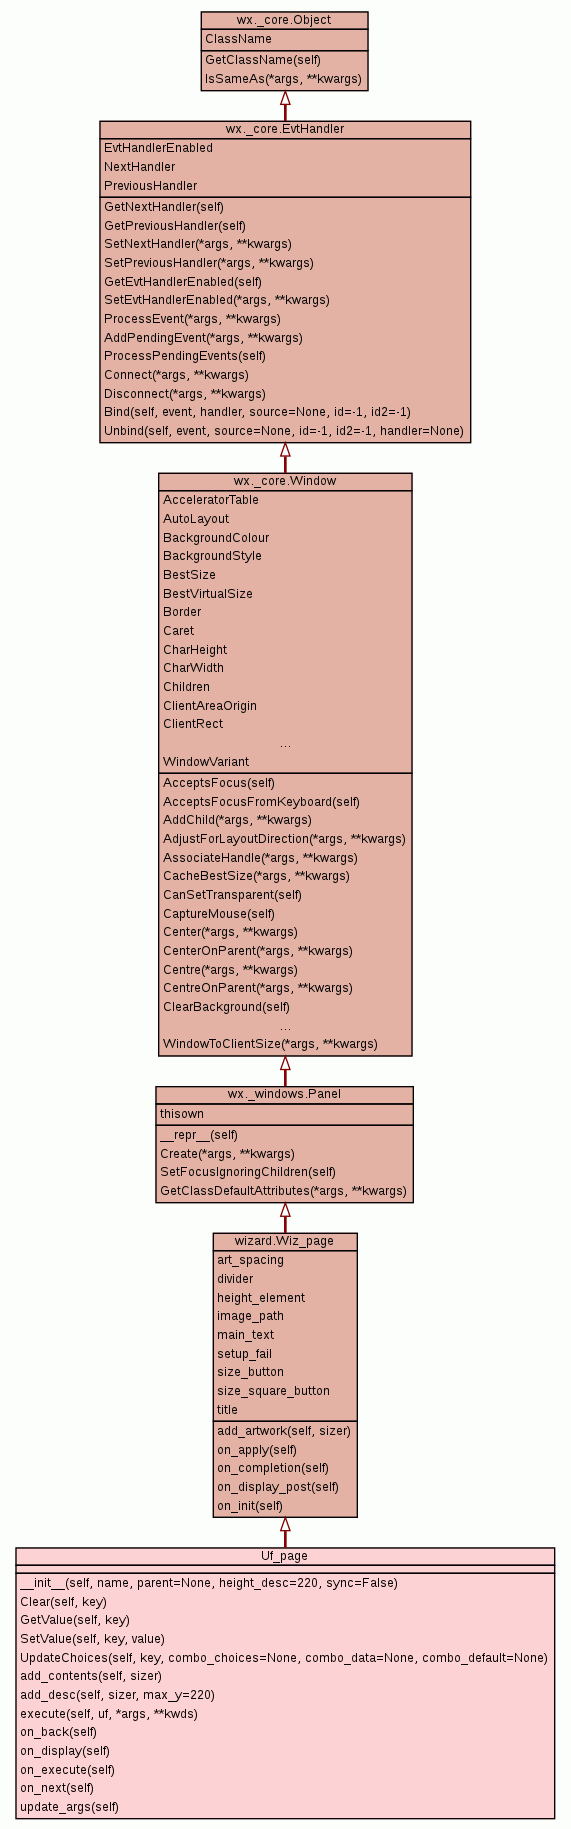 wx._core.Object
ClassName
GetClassName(self)
IsSameAs(*args, **kwargs)
wx._core.EvtHandler
EvtHandlerEnabled
NextHandler
PreviousHandler
GetNextHandler(self)
GetPreviousHandler(self)
SetNextHandler(*args, **kwargs)
SetPreviousHandler(*args, **kwargs)
GetEvtHandlerEnabled(self)
SetEvtHandlerEnabled(*args, **kwargs)
ProcessEvent(*args, **kwargs)
AddPendingEvent(*args, **kwargs)
ProcessPendingEvents(self)
Connect(*args, **kwargs)
Disconnect(*args, **kwargs)
Bind(self, event, handler, source=None, id=-1, id2=-1)
Unbind(self, event, source=None, id=-1, id2=-1, handler=None)
wx._core.Window
AcceleratorTable
AutoLayout
BackgroundColour
BackgroundStyle
BestSize
BestVirtualSize
Border
Caret
CharHeight
CharWidth
Children
ClientAreaOrigin
ClientRect
...
WindowVariant
AcceptsFocus(self)
AcceptsFocusFromKeyboard(self)
AddChild(*args, **kwargs)
AdjustForLayoutDirection(*args, **kwargs)
AssociateHandle(*args, **kwargs)
CacheBestSize(*args, **kwargs)
CanSetTransparent(self)
CaptureMouse(self)
Center(*args, **kwargs)
CenterOnParent(*args, **kwargs)
Centre(*args, **kwargs)
CentreOnParent(*args, **kwargs)
ClearBackground(self)
...
WindowToClientSize(*args, **kwargs)
wx._windows.Panel
thisown
__repr__(self)
Create(*args, **kwargs)
SetFocusIgnoringChildren(self)
GetClassDefaultAttributes(*args, **kwargs)
wizard.Wiz_page
art_spacing
divider
height_element
image_path
main_text
setup_fail
size_button
size_square_button
title
add_artwork(self, sizer)
on_apply(self)
on_completion(self)
on_display_post(self)
on_init(self)
Uf_page
__init__(self, name, parent=None, height_desc=220, sync=False)
Clear(self, key)
GetValue(self, key)
SetValue(self, key, value)
UpdateChoices(self, key, combo_choices=None, combo_data=None, combo_default=None)
add_contents(self, sizer)
add_desc(self, sizer, max_y=220)
execute(self, uf, *args, **kwds)
on_back(self)
on_display(self)
on_execute(self)
on_next(self)
update_args(self)